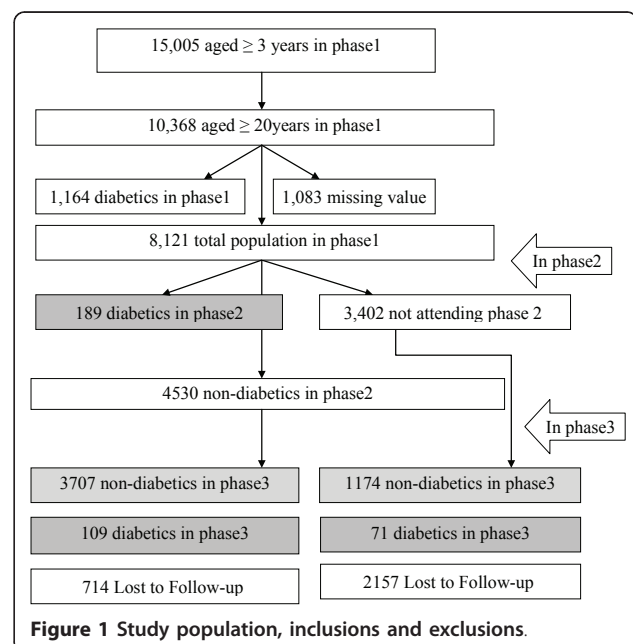 15,005 aged ≥ 3 years in phase1
10,368 aged ≥ 20years in phase1
1,164 diabetics in phase1
1,083 missing value
8,121 total population in phase1
In phase2
189 diabetics in phase2
3,402 not attending phase 2
4530 non-diabetics in phase2
In phase3
3707 non-diabetics in phase3
1174 non-diabetics in phase3
109 diabetics in phase3
71 diabetics in phase3
714 Lost to Follow-up
2157 Lost to Follow-up
Figure 1 Study population, inclusions and exclusions.